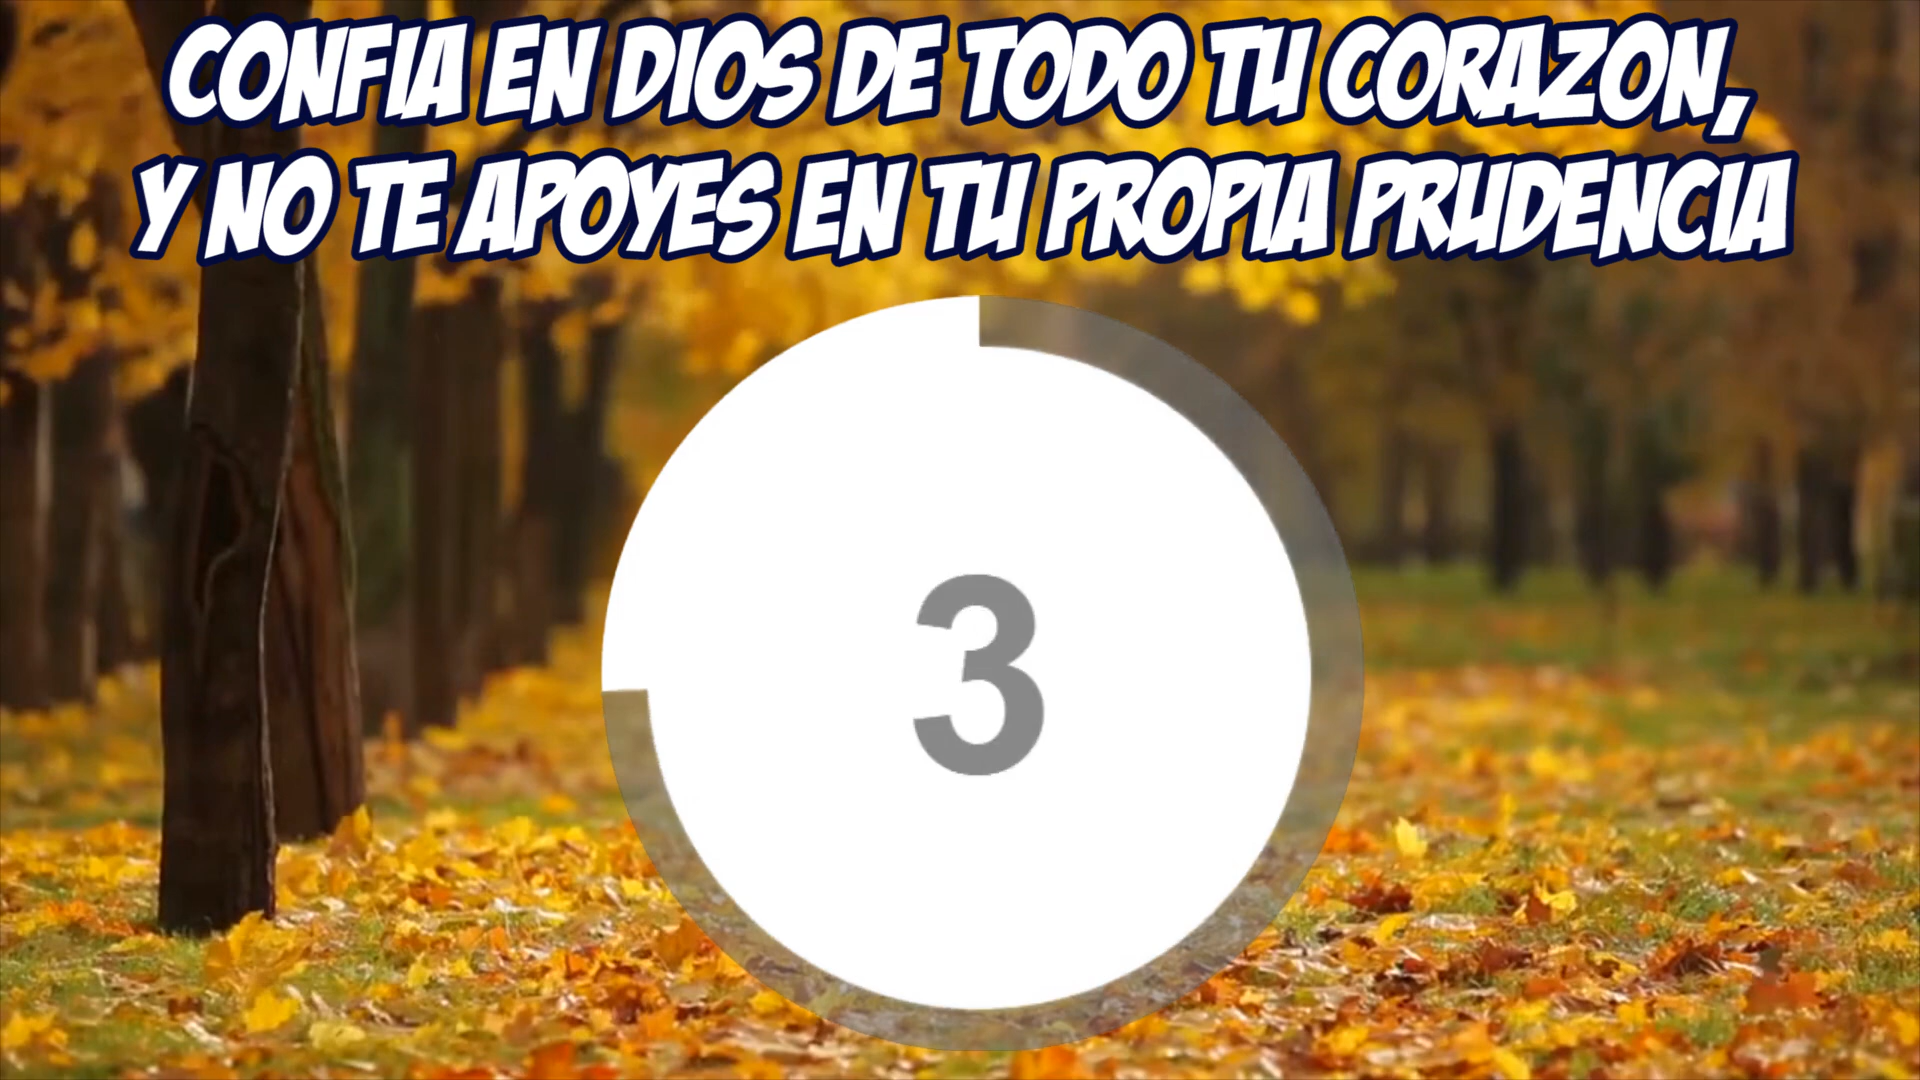 CONFIA EN DIOS DE TODO TU CORAZON,
Y NO TE APOYES EN TU PROPIA PRUDENCIA
3